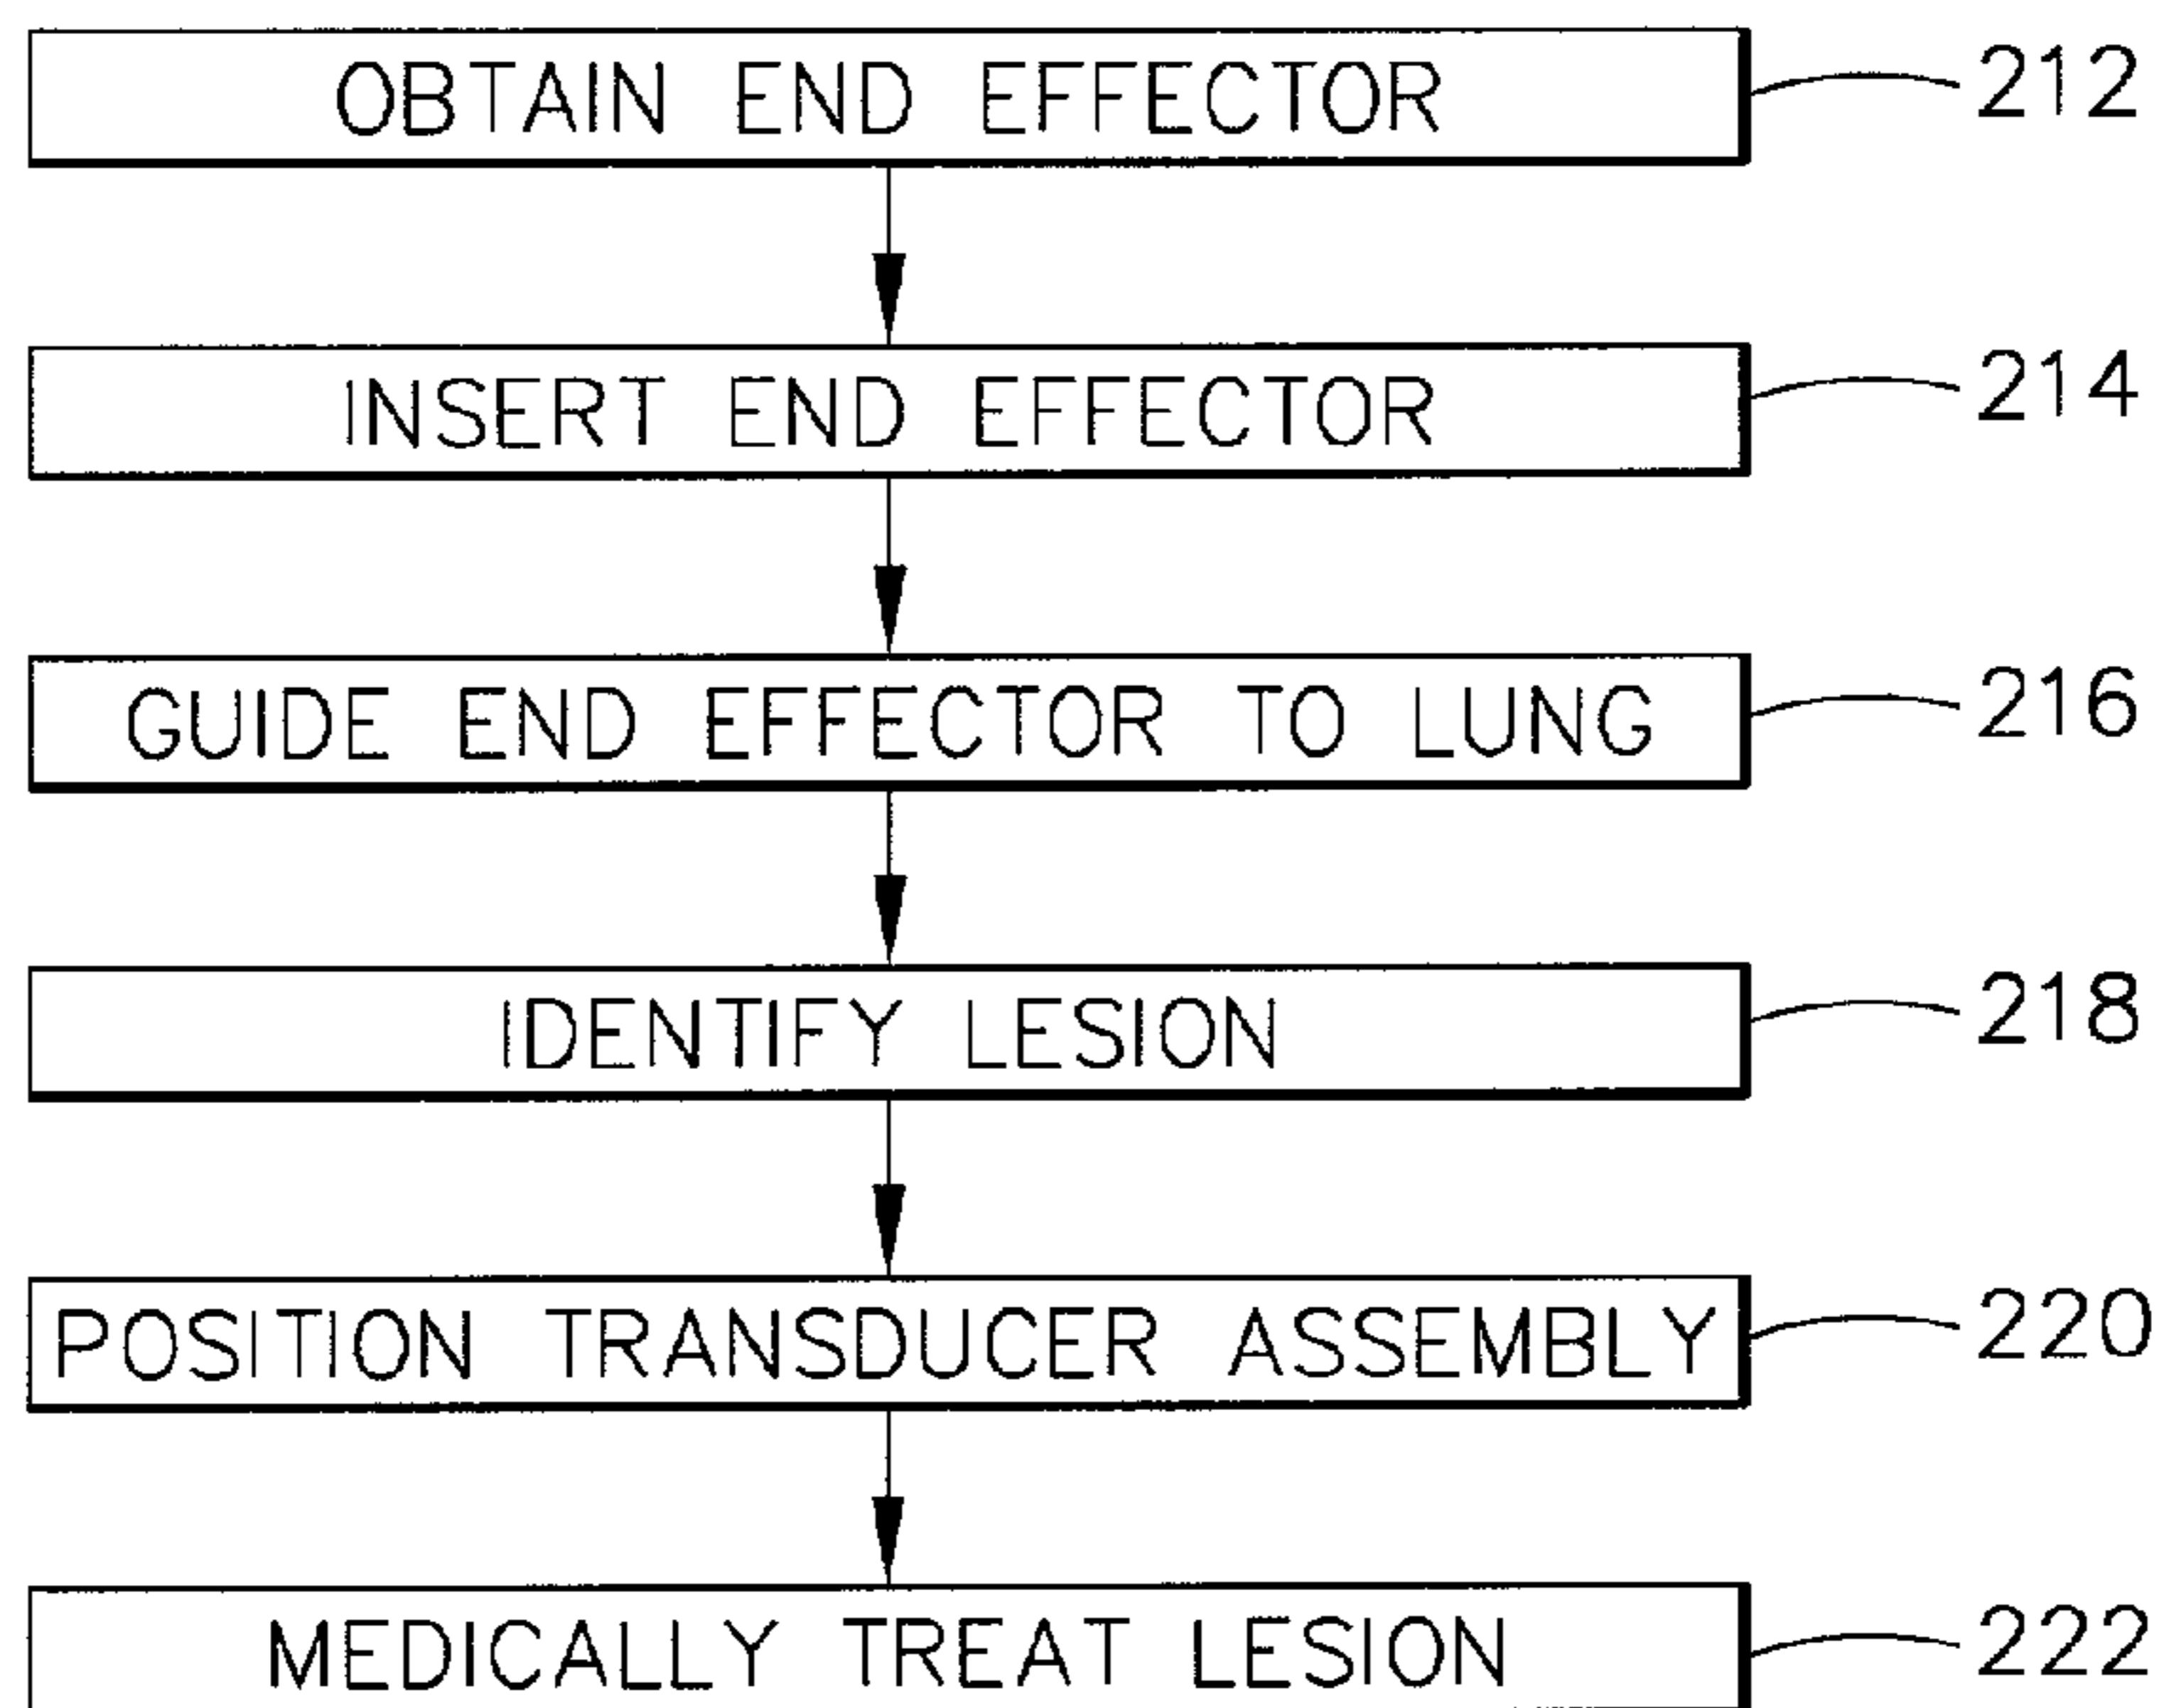 OBTAIN END EFFECTOR 212
INSERT END EFFECTOR 214
GUIDE END EFFECTOR TO LUNG 216
IDENTIFY LESION 218
POSITION TRANSDUCER ASSEMBLY 220
MEDICALLY TREAT LESION 222